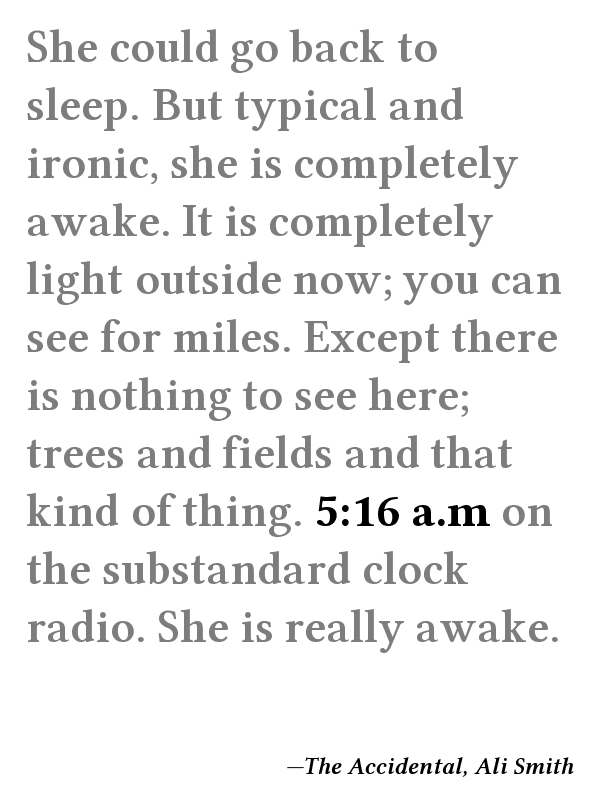 She could go back to
sleep. But typical and
ironic, she is completely
awake. It is completely
light outside now; you can
see for miles. Except there
is nothing to see here;
trees and fields and that
kind of thing. 5:16 a.m on
the substandard clock
radio. She is really awake.
—The Accidental, Ali Smith